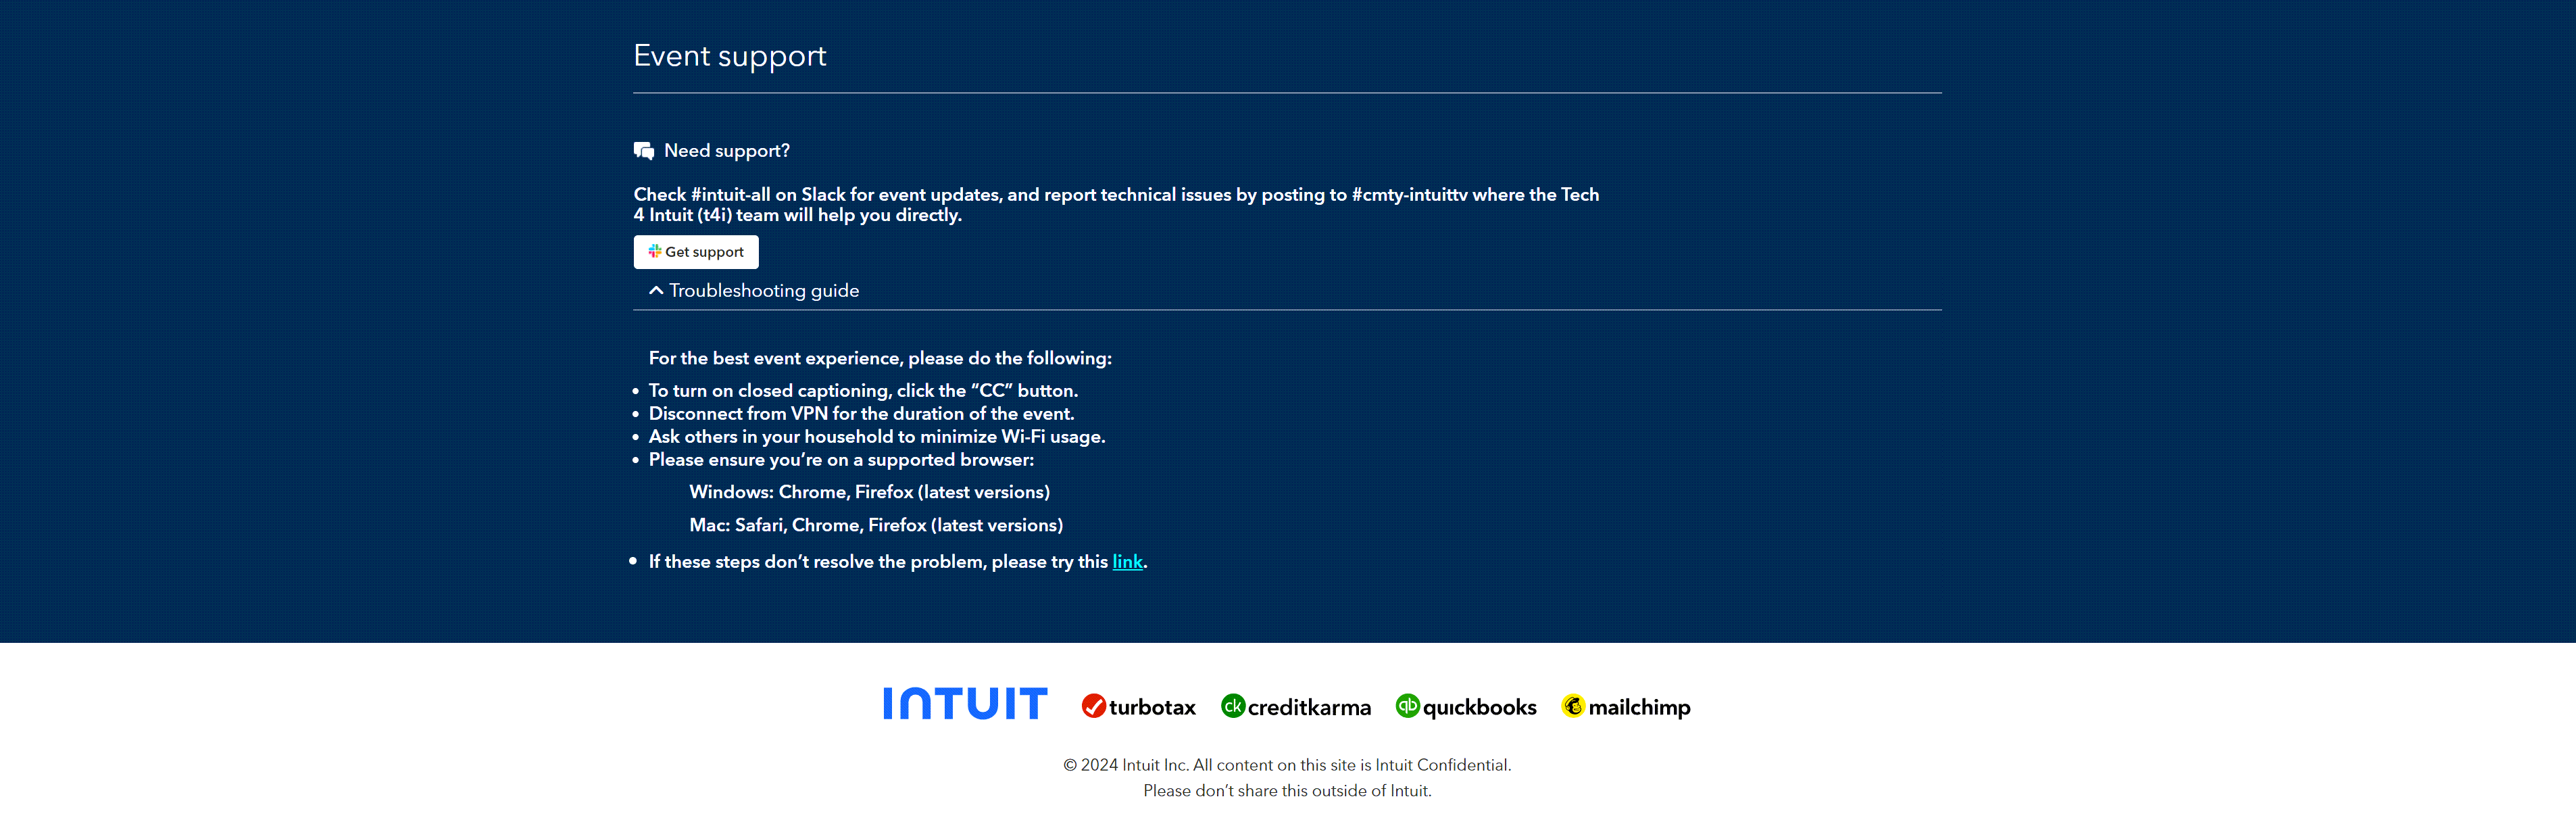 Event support
Need support?
Check #intuit-all on Slack for event updates, and report technical issues by posting to #cmty-intuittv where the Tech
4 Intuit (t4i) team will help you directly.
Get support
Troubleshooting guide
For the best event experience, please do the following:
• To turn on closed captioning, click the “CC” button.
• Disconnect from VPN for the duration of the event.
• Ask others in your household to minimize Wi-Fi usage.
• Please ensure you’re on a supported browser:
Windows: Chrome, Firefox (latest versions)
Mac: Safari, Chrome, Firefox (latest versions)
• If these steps don’t resolve the problem, please try this link.
INTUIT turbotax ck creditkarma qb quickbooks mailchimp
© 2024 Intuit Inc. All content on this site is Intuit Confidential.
Please don’t share this outside of Intuit.